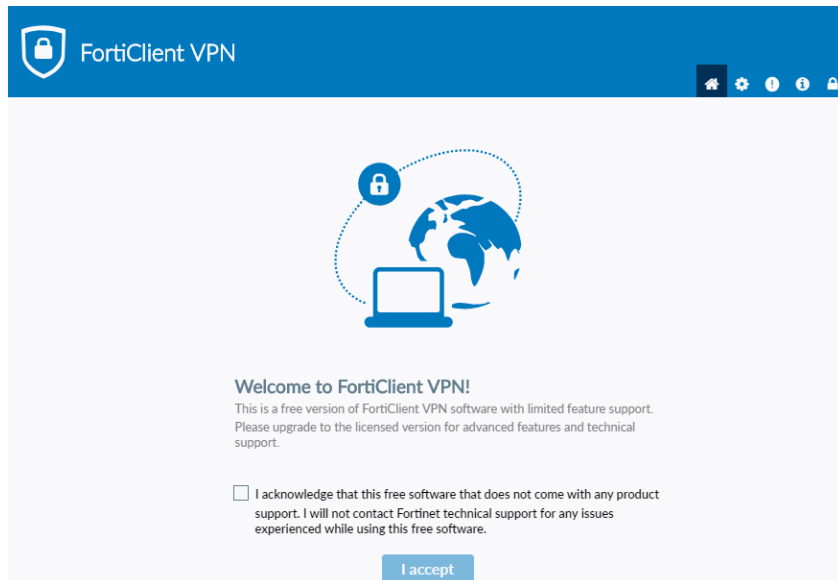 FortiClient VPN
Welcome to FortiClient VPN!
This is a free version of FortiClient VPN software with limited feature support.
Please upgrade to the licensed version for advanced features and technical
support.
I acknowledge that this free software that does not come with any product
support. I will not contact Fortinet technical support for any issues
experienced while using this free software.
I accept